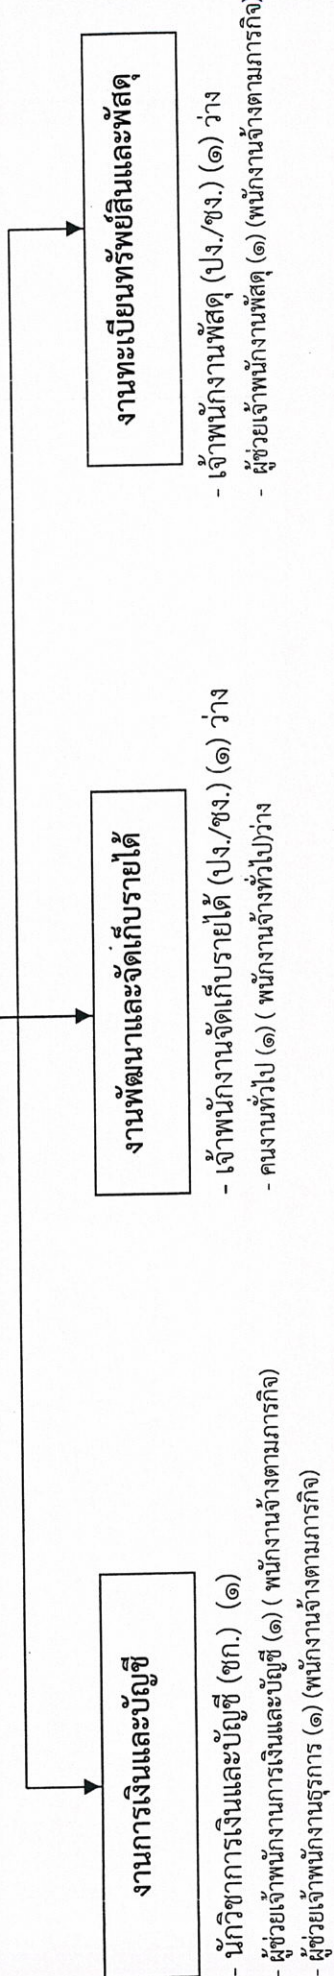 งานการเงินและบัญชี
- นักวิชาการเงินและบัญชี (ชก.) (๑)
- ผู้ช่วยเจ้าพนักงานการเงินและบัญชี (๑) ( พนักงานจ้างตามภารกิจ)
- ผู้ช่วยเจ้าพนักงานธุรการ (๑) (พนักงานจ้างตามภารกิจ)
งานพัฒนาและจัดเก็บรายได้
- เจ้าพนักงานจัดเก็บรายได้ (ปง./ชง.) (๑) ว่าง
- คนงานทั่วไป (๑) ( พนักงานจ้างทั่วไป)ว่าง
งานทะเบียนทรัพย์สินและพัสดุ
- เจ้าพนักงานพัสดุ (ปง./ชง.) (๑) ว่าง
- ผู้ช่วยเจ้าพนักงานพัสดุ (๑) (พนักงานจ้างตามภารกิจ)